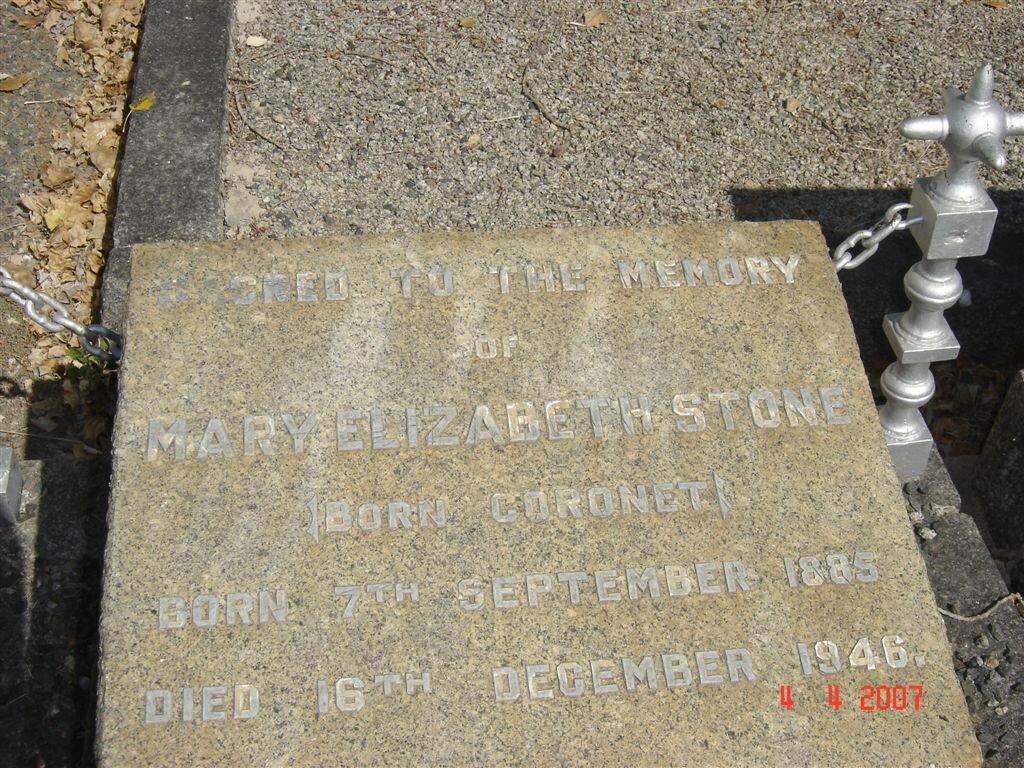 SACRED TO THE MEMORY
OF
MARY ELIZABETH STONE
(BORN CORONET)
BORN 7TH SEPTEMBER 1885
DIED 16TH DECEMBER 1946.
4 4 2007